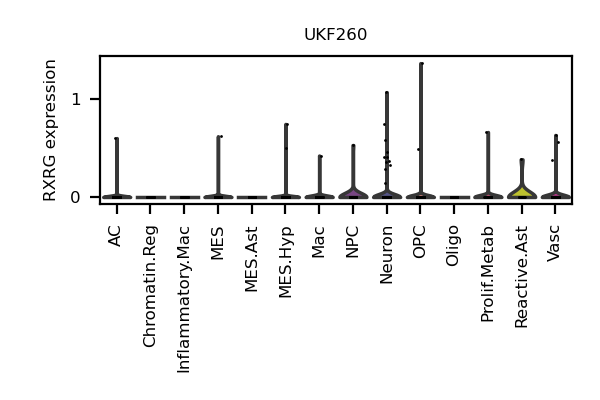 UKF260
RXRG expression
1
0
AC
Chromatin.Reg
Inflammatory.Mac
MES
MES.Ast
MES.Hyp
Mac
NPC
Neuron
OPC
Oligo
Prolif.Metab
Reactive.Ast
Vasc